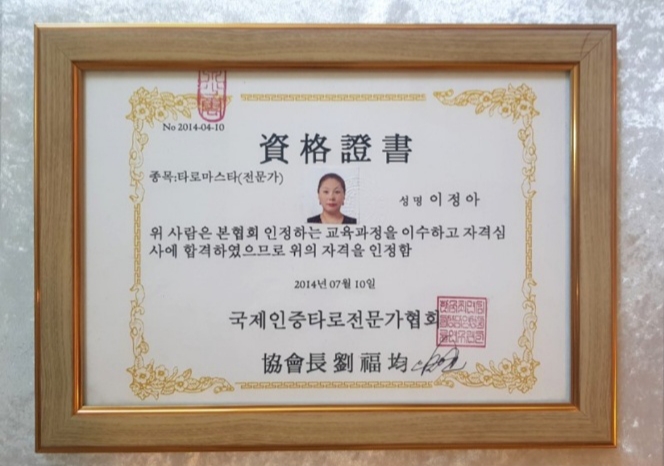 No 2014-04-10
資格證書
종목:타로마스타(전문가)
성명 이정아
위 사람은 본협회 인정하는 교육과정을 이수하고 자격심
사에 합격하였으므로 위의 자격을 인정함
2014년 07월 10일
국제인증타로전문가협회
協會長 劉福均